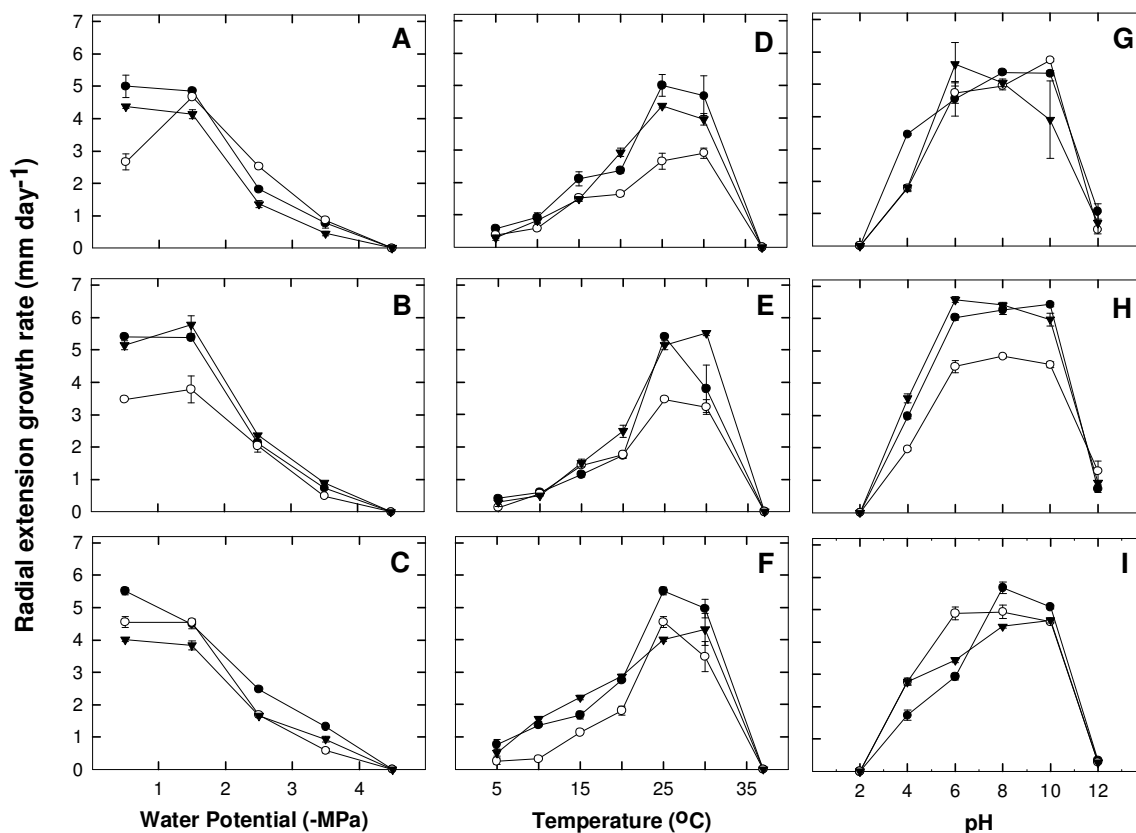 Radial extension growth rate (mm day-1)
7 6 5 4 3 2 1 0
A
D
G
7 6 5 4 3 2 1 0
B
E
H
7 6 5 4 3 2 1 0
C
F
I
1 2 3 4
5 15 25 35
2 4 6 8 10 12
Water Potential (-MPa)
Temperature (oC)
pH